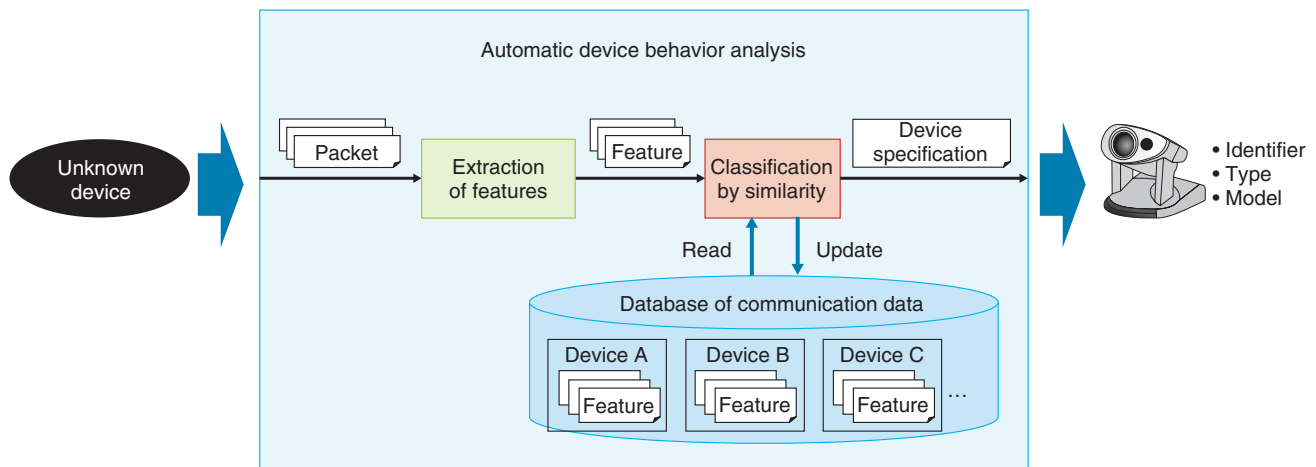 Automatic device behavior analysis
Unknown
device
Packet
Extraction
of features
Feature
Classification
by similarity
Device
specification
• Identifier
• Type
• Model
Read
Update
Database of communication data
Device A
Feature
Device B
Feature
Device C
Feature
...